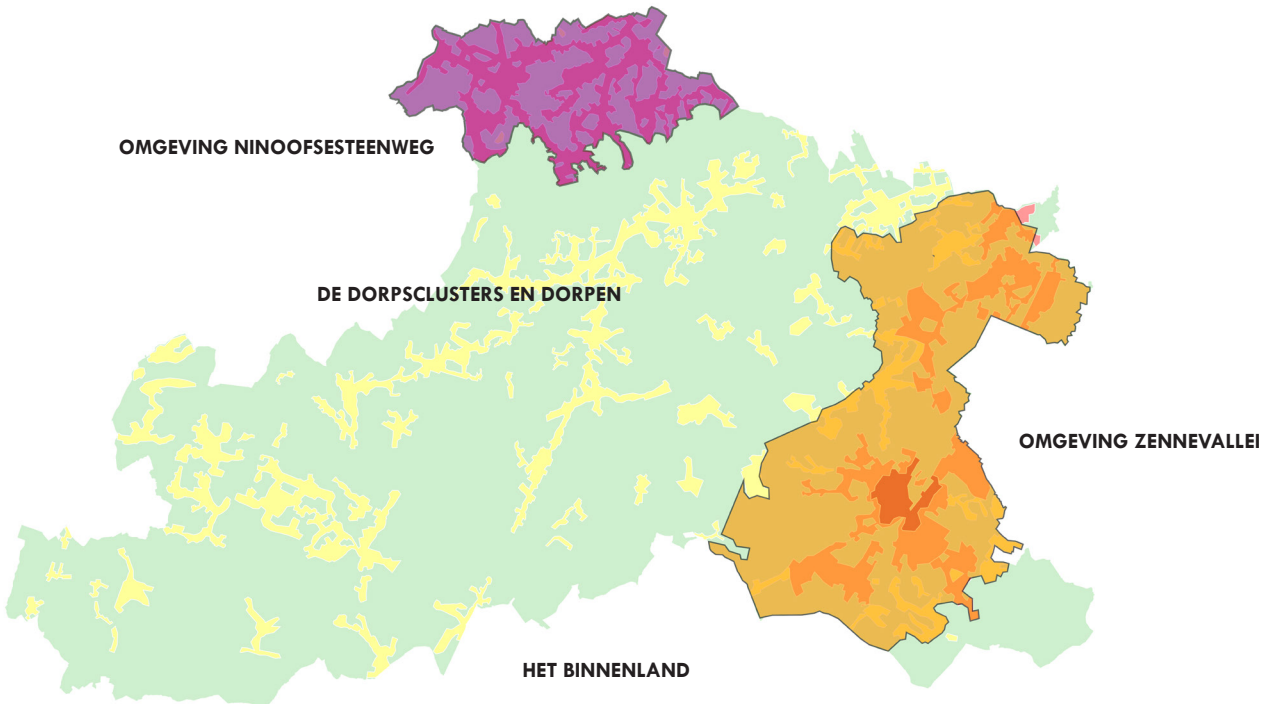 OMGEVING NINOOFSESTEENWEG
DE DORPSCLUSTERS EN DORPEN
OMGEVING ZENNEVALLEI
HET BINNENLAND